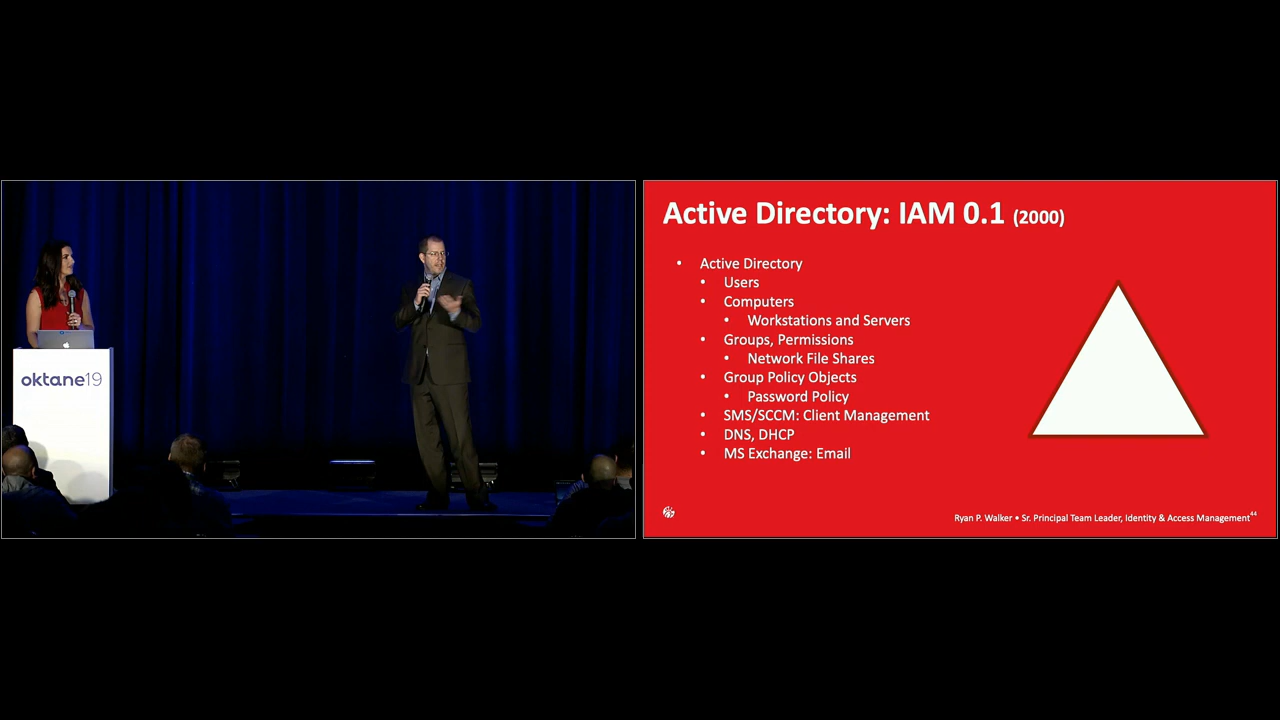 oktane19
Active Directory: IAM 0.1 (2000)
• Active Directory
• Users
• Computers
• Workstations and Servers
• Groups, Permissions
• Network File Shares
• Group Policy Objects
• Password Policy
• SMS/SCCM: Client Management
• DNS, DHCP
• MS Exchange: Email
Ryan P. Walker • Sr. Principal Team Leader, Identity & Access Management44